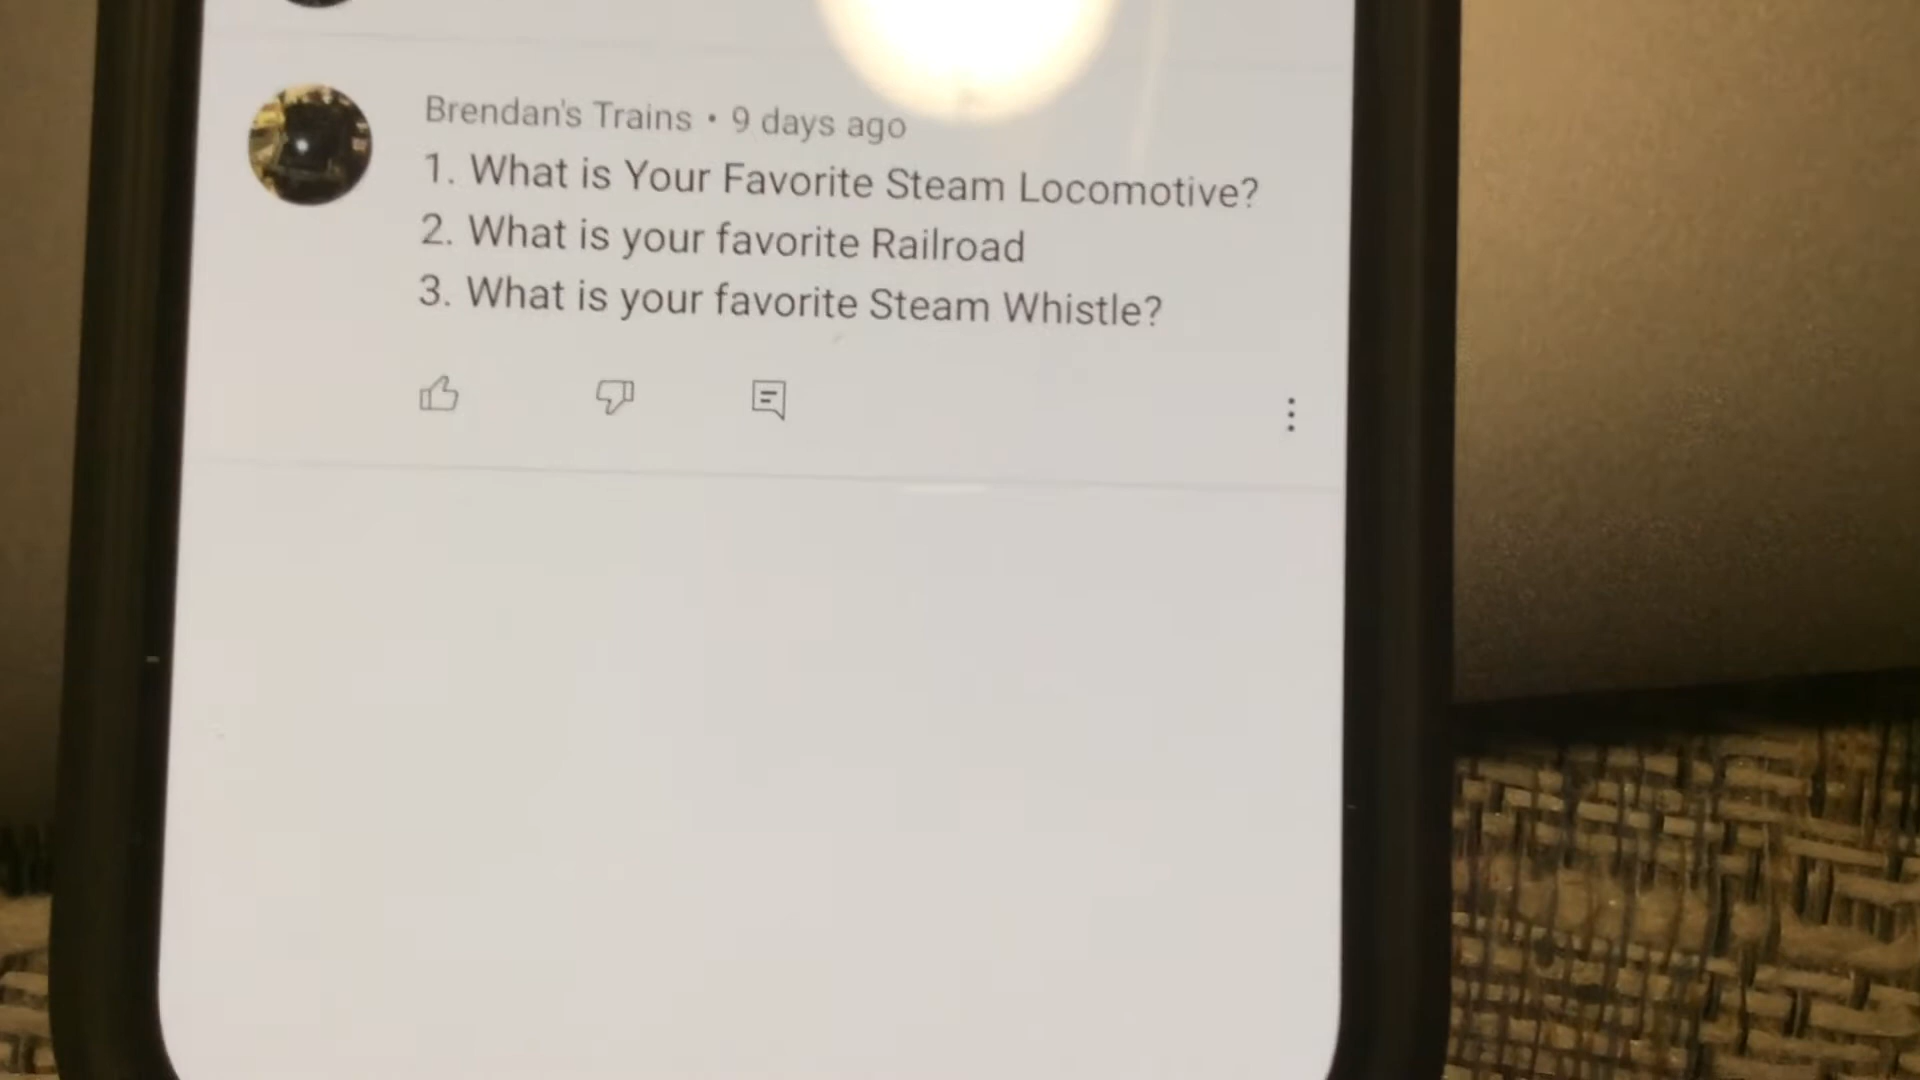 Brendan's Trains • 9 days ago
1. What is Your Favorite Steam Locomotive?
2. What is your favorite Railroad
3. What is your favorite Steam Whistle?